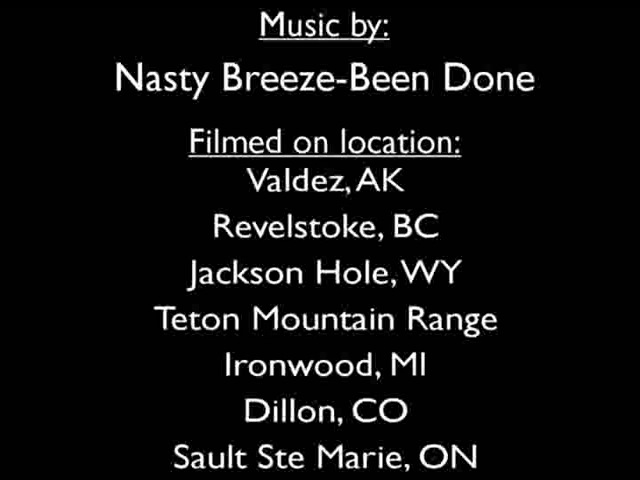 Music by:
Nasty Breeze-Been Done
Filmed on location:
Valdez, AK
Revelstoke, BC
Jackson Hole, WY
Teton Mountain Range
Ironwood, MI
Dillon, CO
Sault Ste Marie, ON